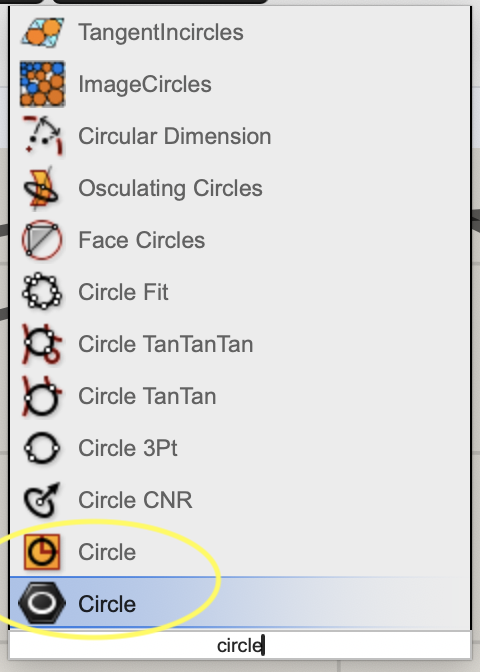 TangentIncircles
ImageCircles
Circular Dimension
Osculating Circles
Face Circles
Circle Fit
Circle TanTanTan
Circle TanTan
Circle 3Pt
Circle CNR
Circle
Circle
circle